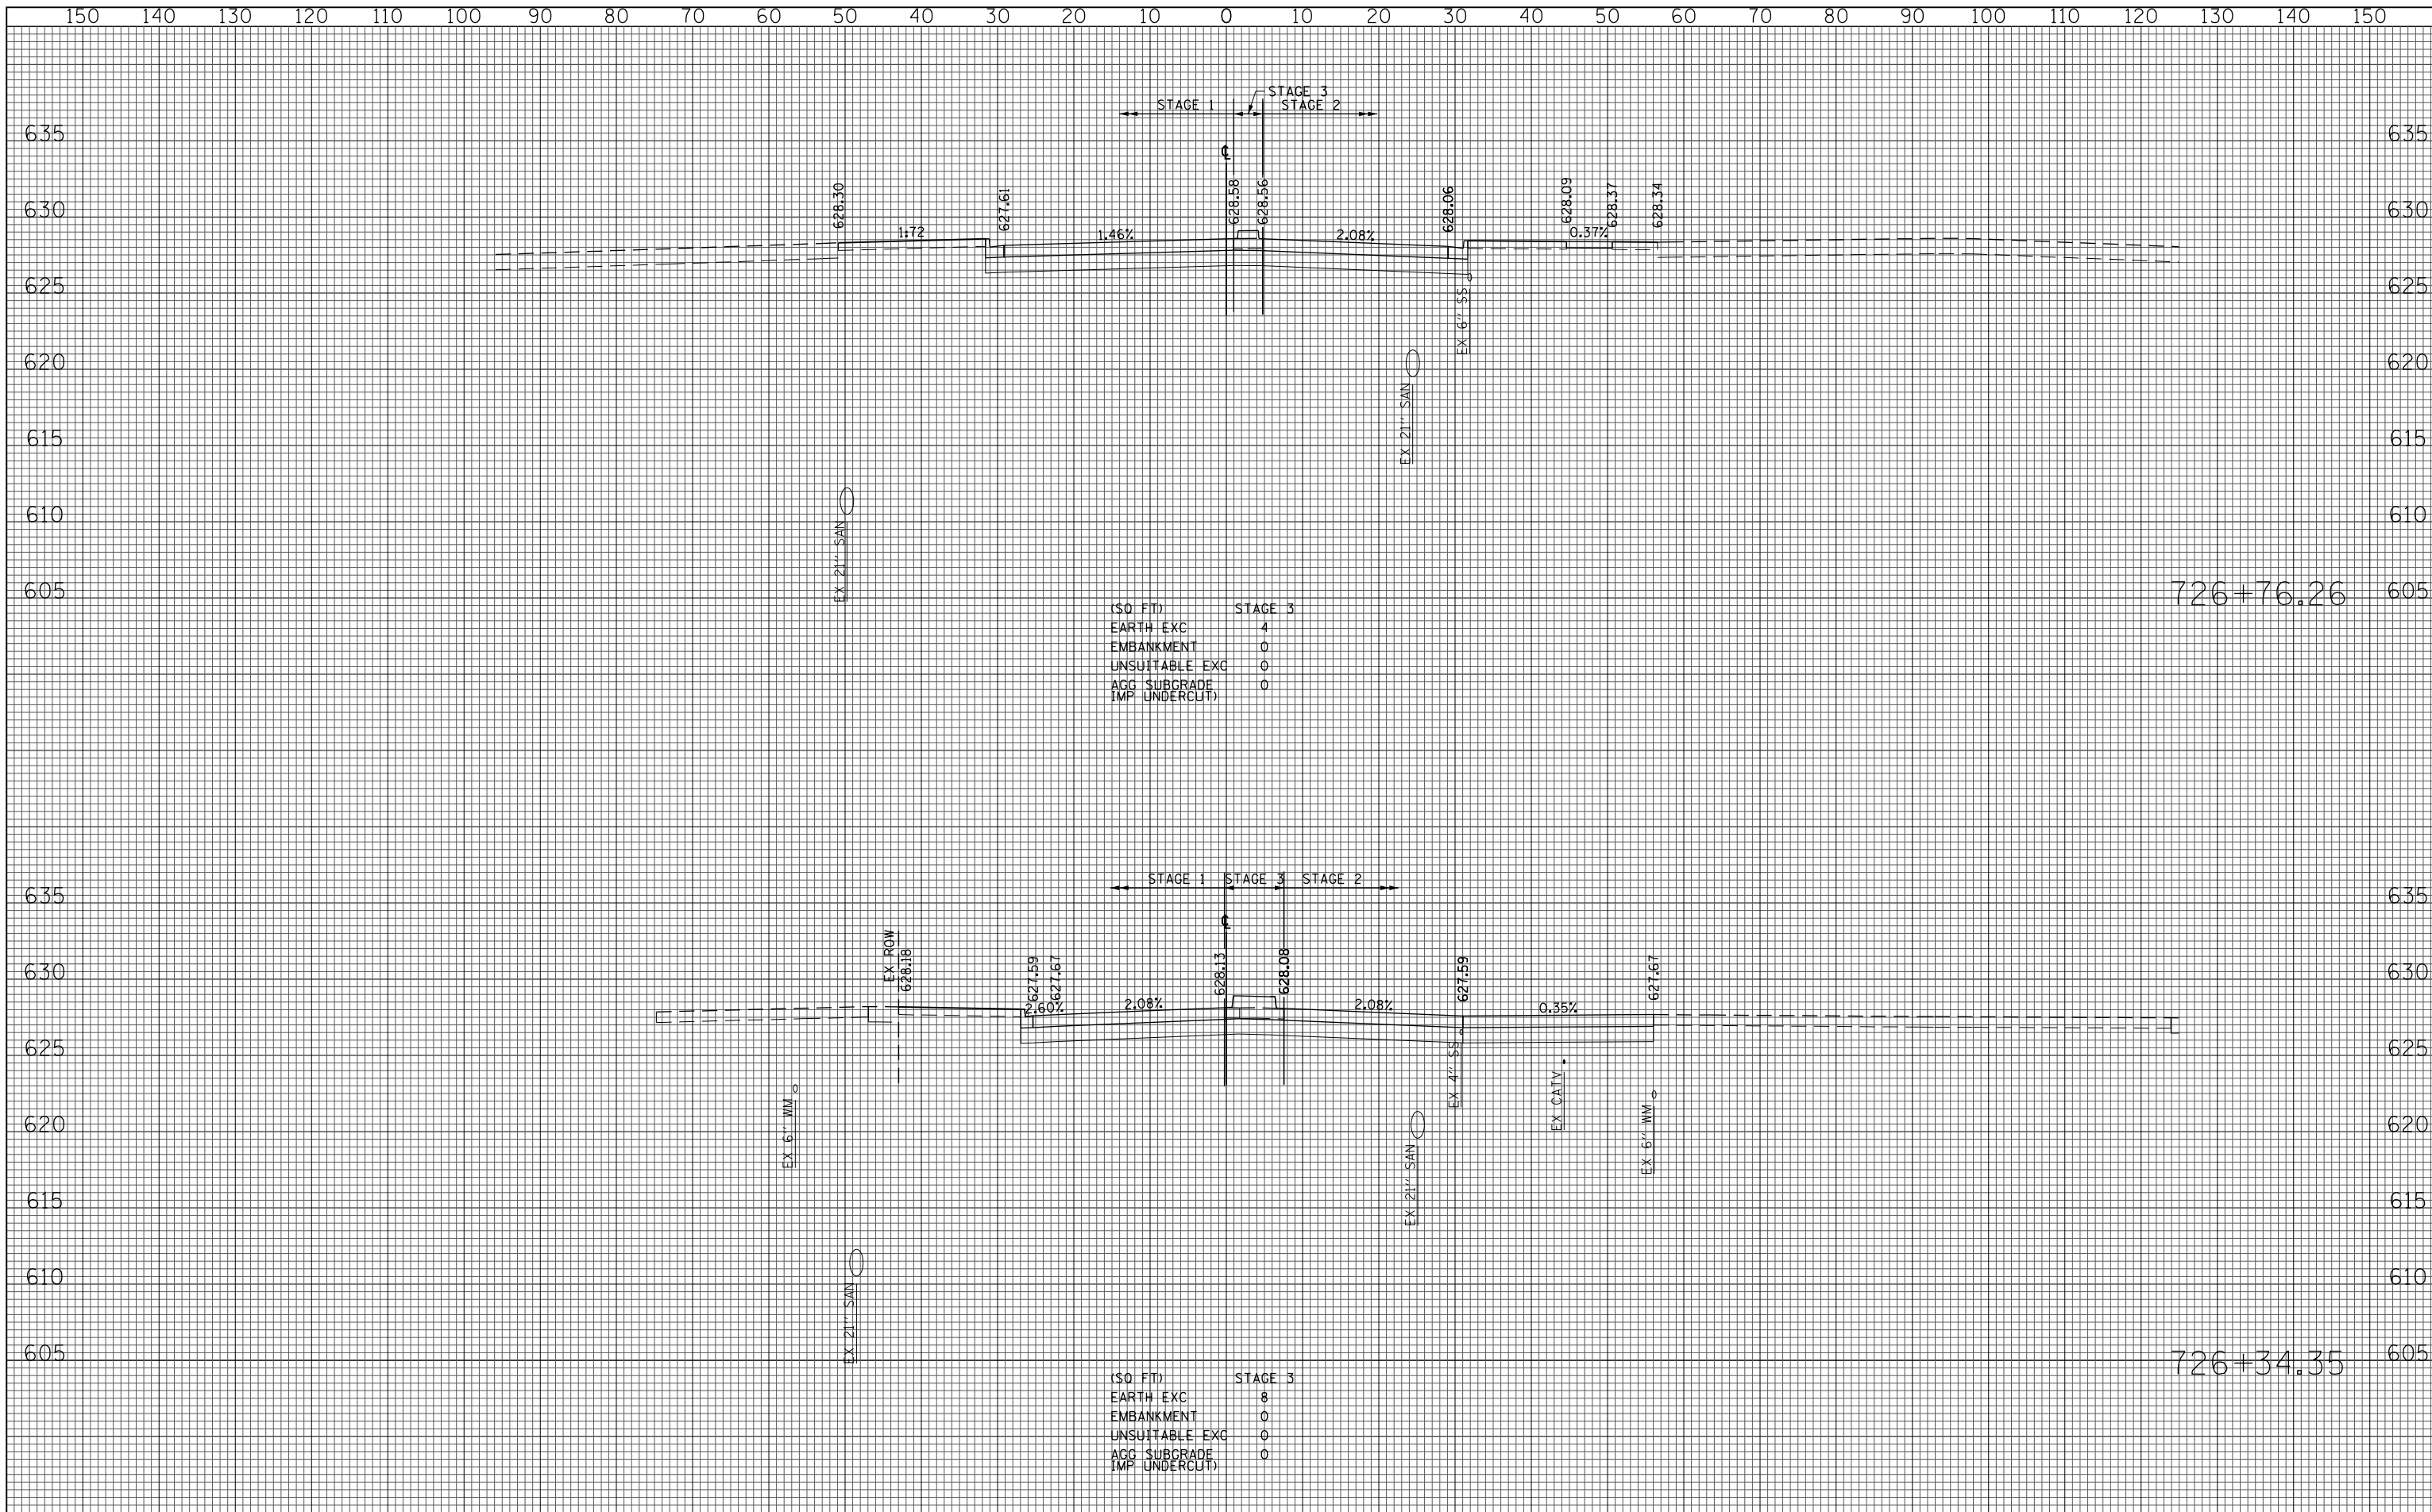 150 140 130 120 110 100 90 80 70 60 50 40 30 20 10 0 10 20 30 40 50 60 70 80 90 100 110 120 130 140 150
STAGE 3
STAGE 1 STAGE 2
635 635
℄
628.30 627.61 628.58 628.56 628.06 628.09 628.37 628.34
630 630
1:72 1.46% 2.08% 0.37%
625 625
EX 6" SS
620 620
EX 21" SAN
615 615
610 610
EX 21" SAN
605 726+76.26 605
(SQ FT) STAGE 3
EARTH EXC 4
EMBANKMENT 0
UNSUITABLE EXC 0
AGG SUBGRADE 0
IMP UNDERCUT)
STAGE 1 STAGE 3 STAGE 2
635 635
℄
EX ROW
628.18 627.59 627.67 628.13 628.08 627.59 627.67
630 630
2.60% 2.08% 2.08% 0.35%
625 625
EX 4" SS
EX CATV
620 620
EX 6" WM EX 6" WM
EX 21" SAN
615 615
610 610
EX 21" SAN
605 726+34.35 605
(SQ FT) STAGE 3
EARTH EXC 8
EMBANKMENT 0
UNSUITABLE EXC 0
AGG SUBGRADE 0
IMP UNDERCUT)